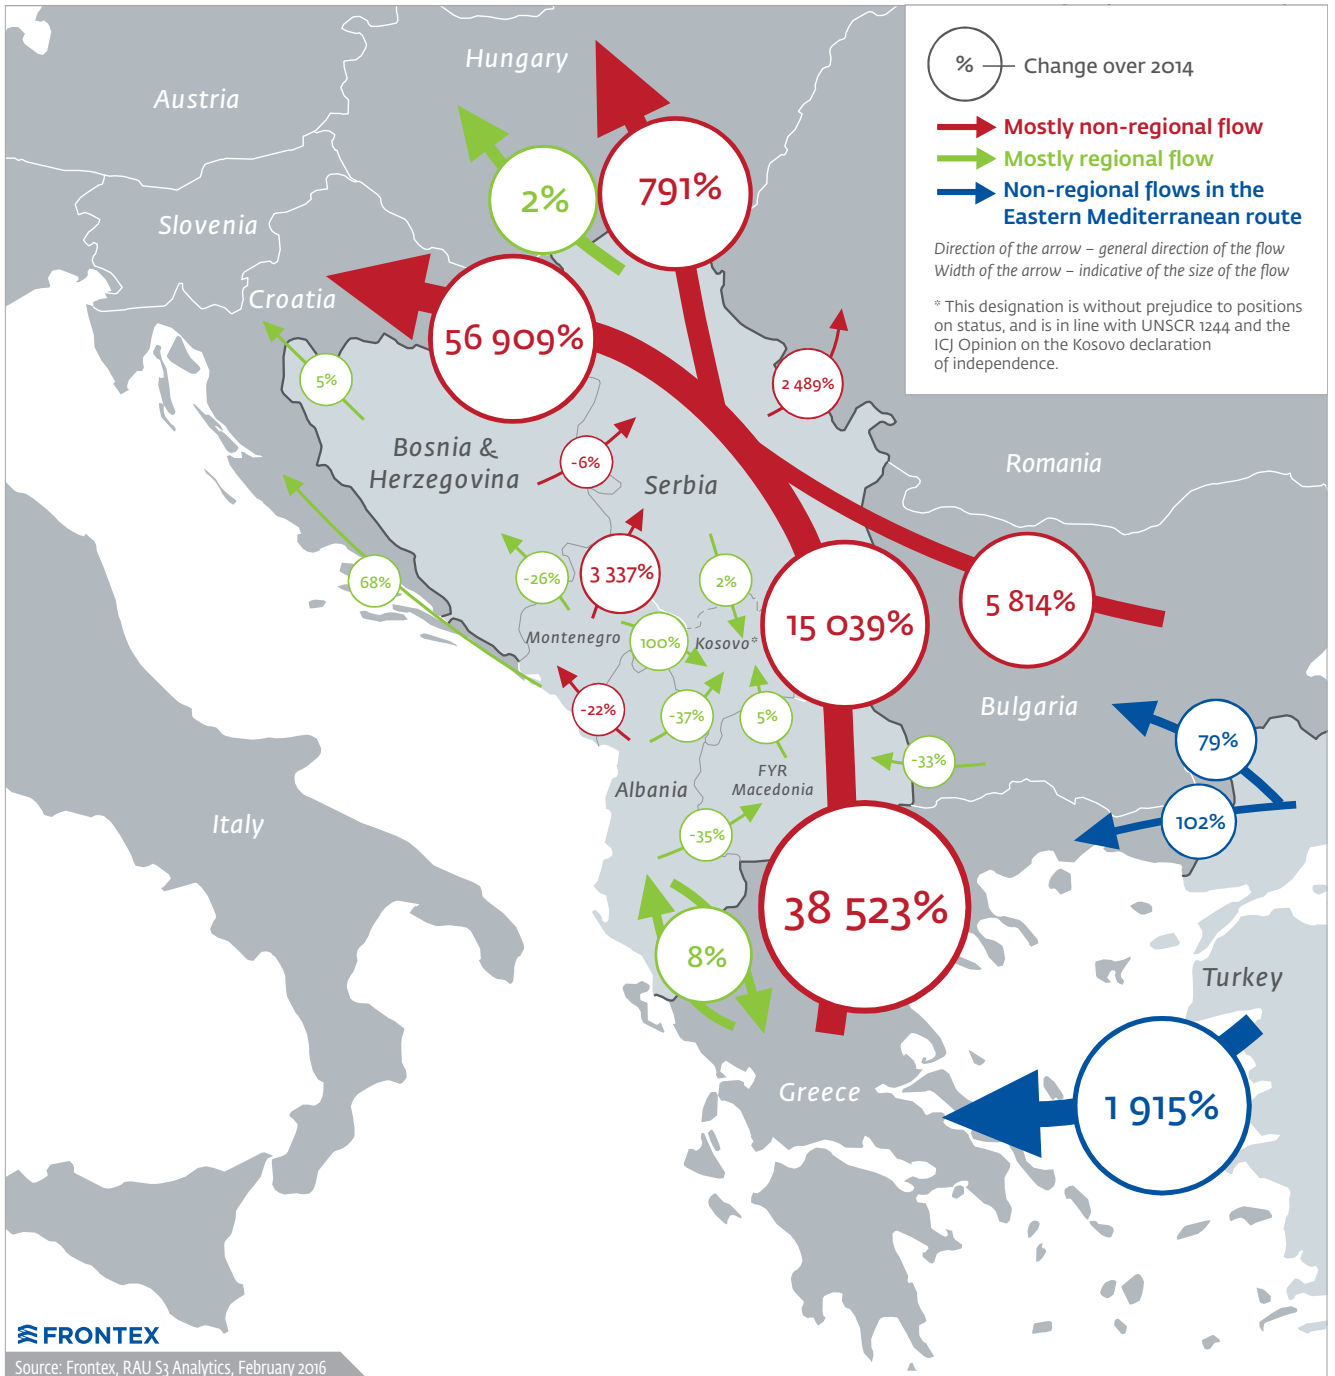 % Change over 2014
Mostly non-regional flow
Mostly regional flow
Non-regional flows in the
Eastern Mediterranean route
Direction of the arrow – general direction of the flow
Width of the arrow – indicative of the size of the flow
* This designation is without prejudice to positions
on status, and is in line with UNSCR 1244 and the
ICJ Opinion on the Kosovo declaration
of independence.
Hungary
Austria
791%
2%
Slovenia
Croatia
56 909%
5%
2 489%
Bosnia &
Herzegovina
-6%
Serbia
Romania
68%
-26%
3 337%
2%
15 039%
5 814%
Montenegro
100%
Kosovo*
-22%
-37%
5%
Bulgaria
79%
-33%
Albania
FYR
Macedonia
102%
Italy
-35%
38 523%
8%
Turkey
Greece
1 915%
FRONTEX
Source: Frontex, RAU S3 Analytics, February 2016